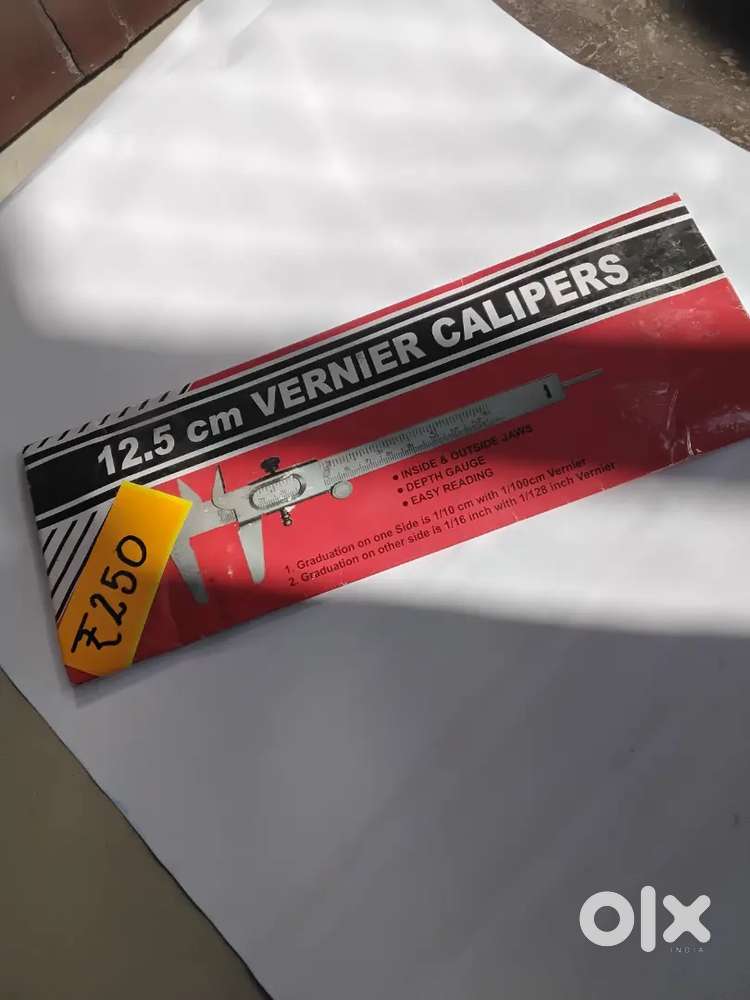 12.5 cm VERNIER CALIPERS
• INSIDE & OUTSIDE JAWS
• DEPTH GAUGE
• EASY READING
1. Graduation on one Side is 1/10 cm with 1/100cm Vernier
2. Graduation on other side is 1/16 inch with 1/128 inch Vernier
₹250
olx
INDIA